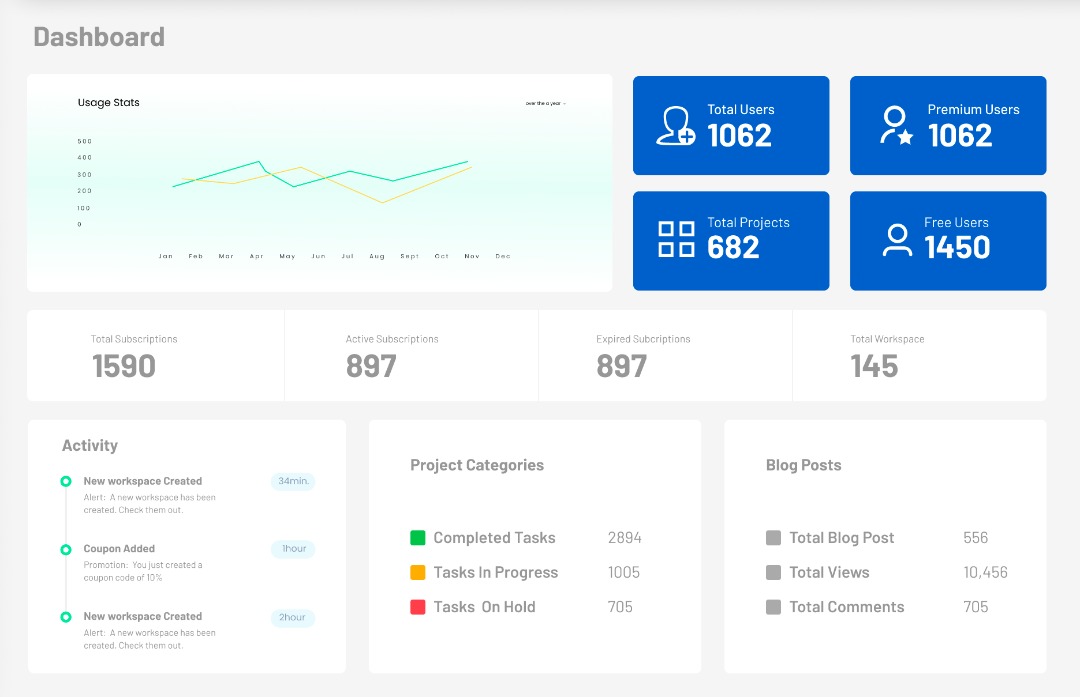 Dashboard
Usage Stats
over the a year
500
400
300
200
100
0
Jan Feb Mar Apr May Jun Jul Aug Sept Oct Nov Dec
Total Users
1062
Premium Users
1062
Total Projects
682
Free Users
1450
Total Subscriptions
1590
Active Subscriptions
897
Expired Subcriptions
897
Total Workspace
145
Activity
New workspace Created
34min.
Alert: A new workspace has been
created. Check them out.
Coupon Added
1hour
Promotion: You just created a
coupon code of 10%
New workspace Created
2hour
Alert: A new workspace has been
created. Check them out.
Project Categories
Completed Tasks 2894
Tasks In Progress 1005
Tasks On Hold 705
Blog Posts
Total Blog Post 556
Total Views 10,456
Total Comments 705